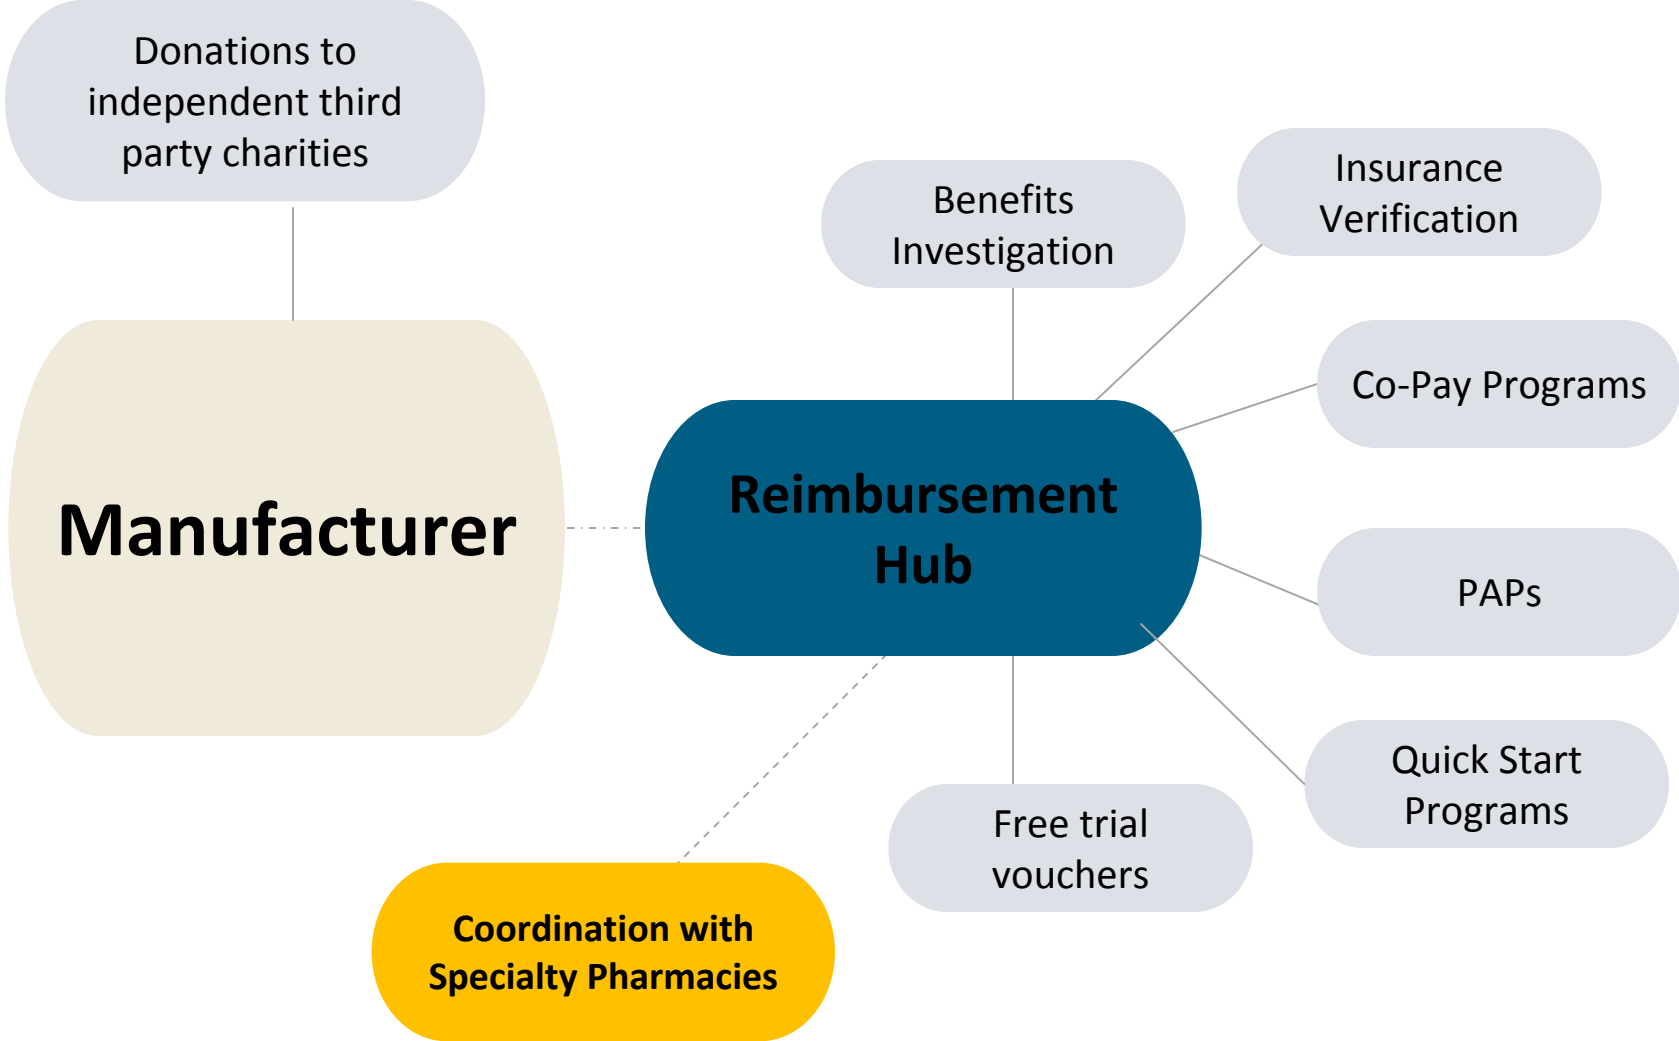 Donations to
independent third
party charities
Benefits
Investigation
Insurance
Verification
Co-Pay Programs
Manufacturer
Reimbursement
Hub
PAPs
Quick Start
Programs
Free trial
vouchers
Coordination with
Specialty Pharmacies